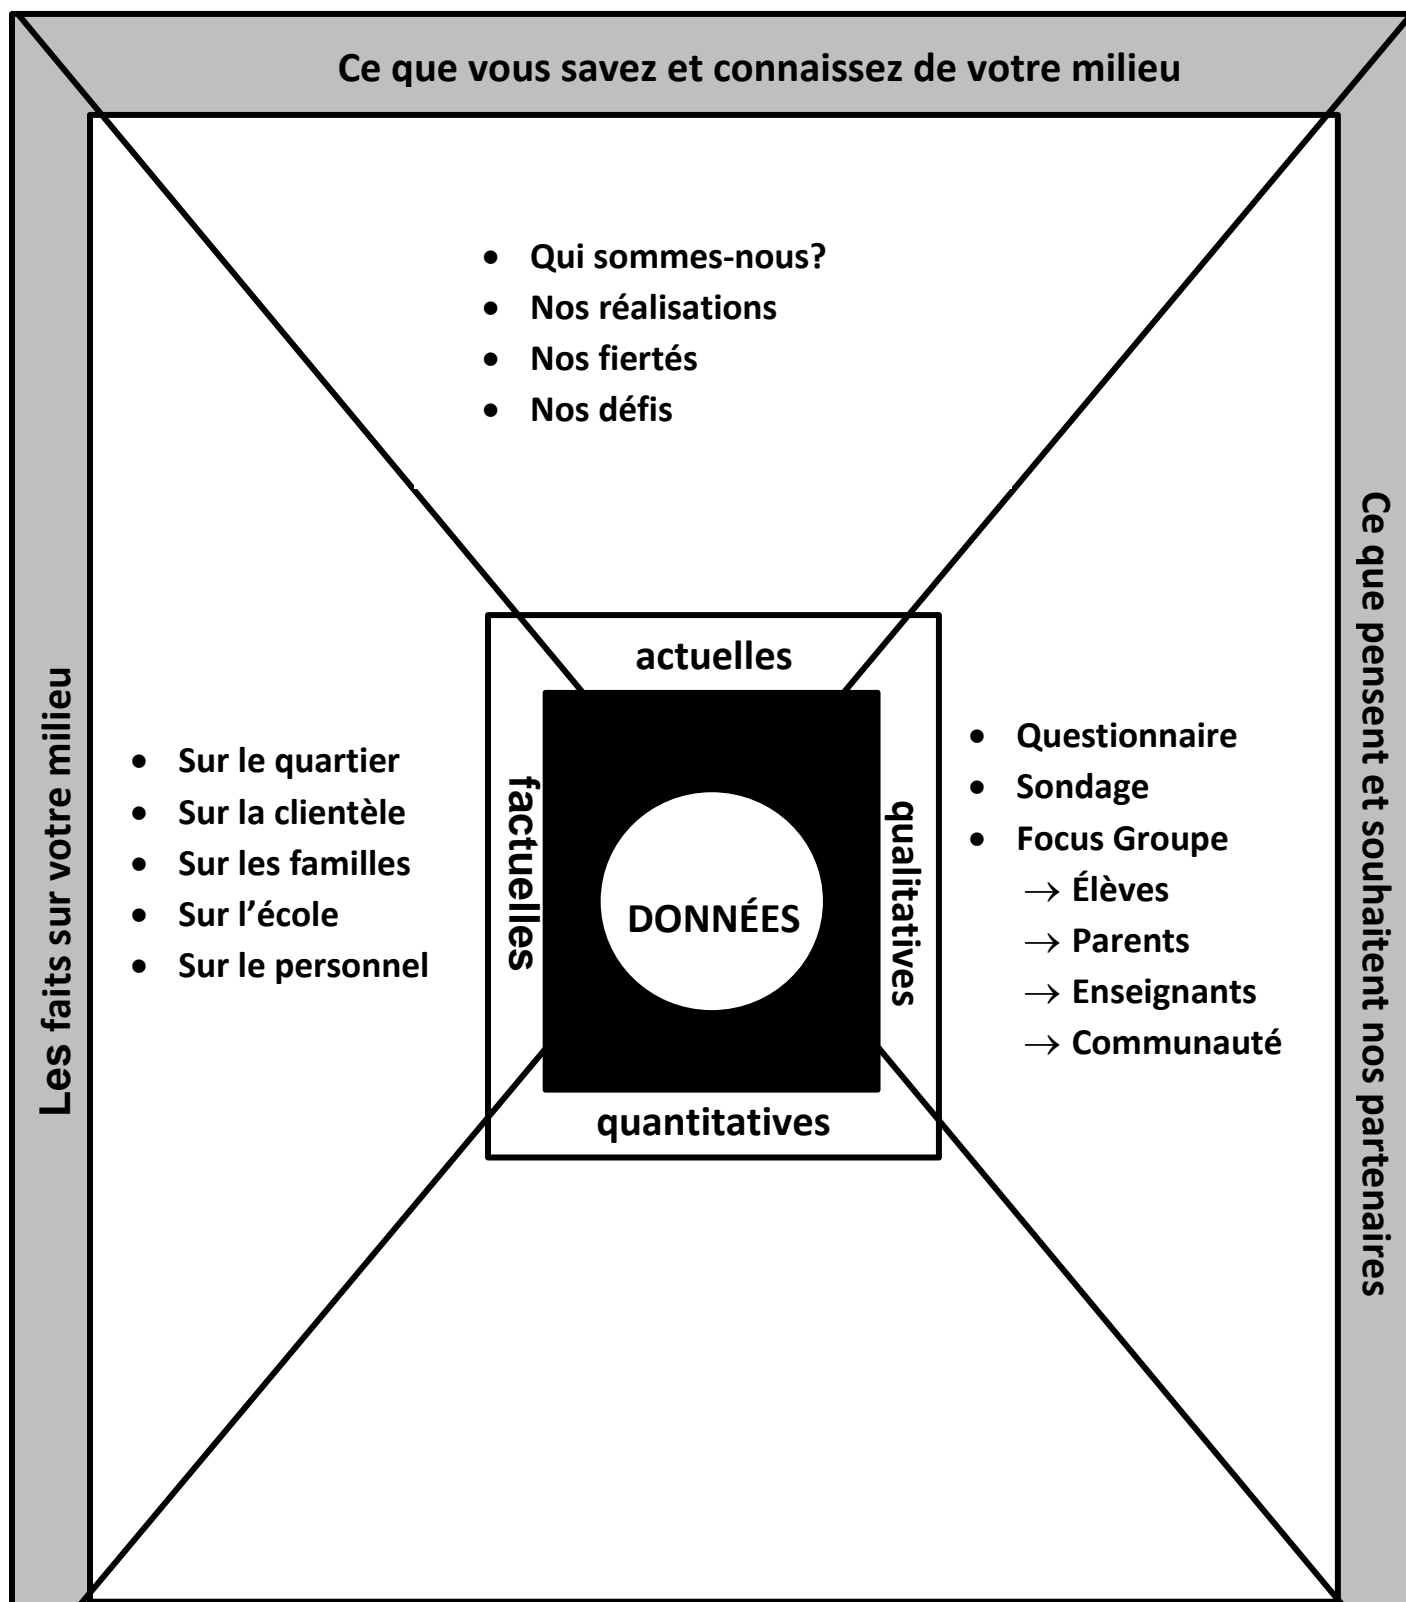 Ce que vous savez et connaissez de votre milieu
• Qui sommes-nous?
• Nos réalisations
• Nos fiertés
• Nos défis
Les faits sur votre milieu
• Sur le quartier
• Sur la clientèle
• Sur les familles
• Sur l’école
• Sur le personnel
actuelles
factuelles
DONNÉES
qualitatives
quantitatives
• Questionnaire
• Sondage
• Focus Groupe
→ Élèves
→ Parents
→ Enseignants
→ Communauté
Ce que pensent et souhaitent nos partenaires